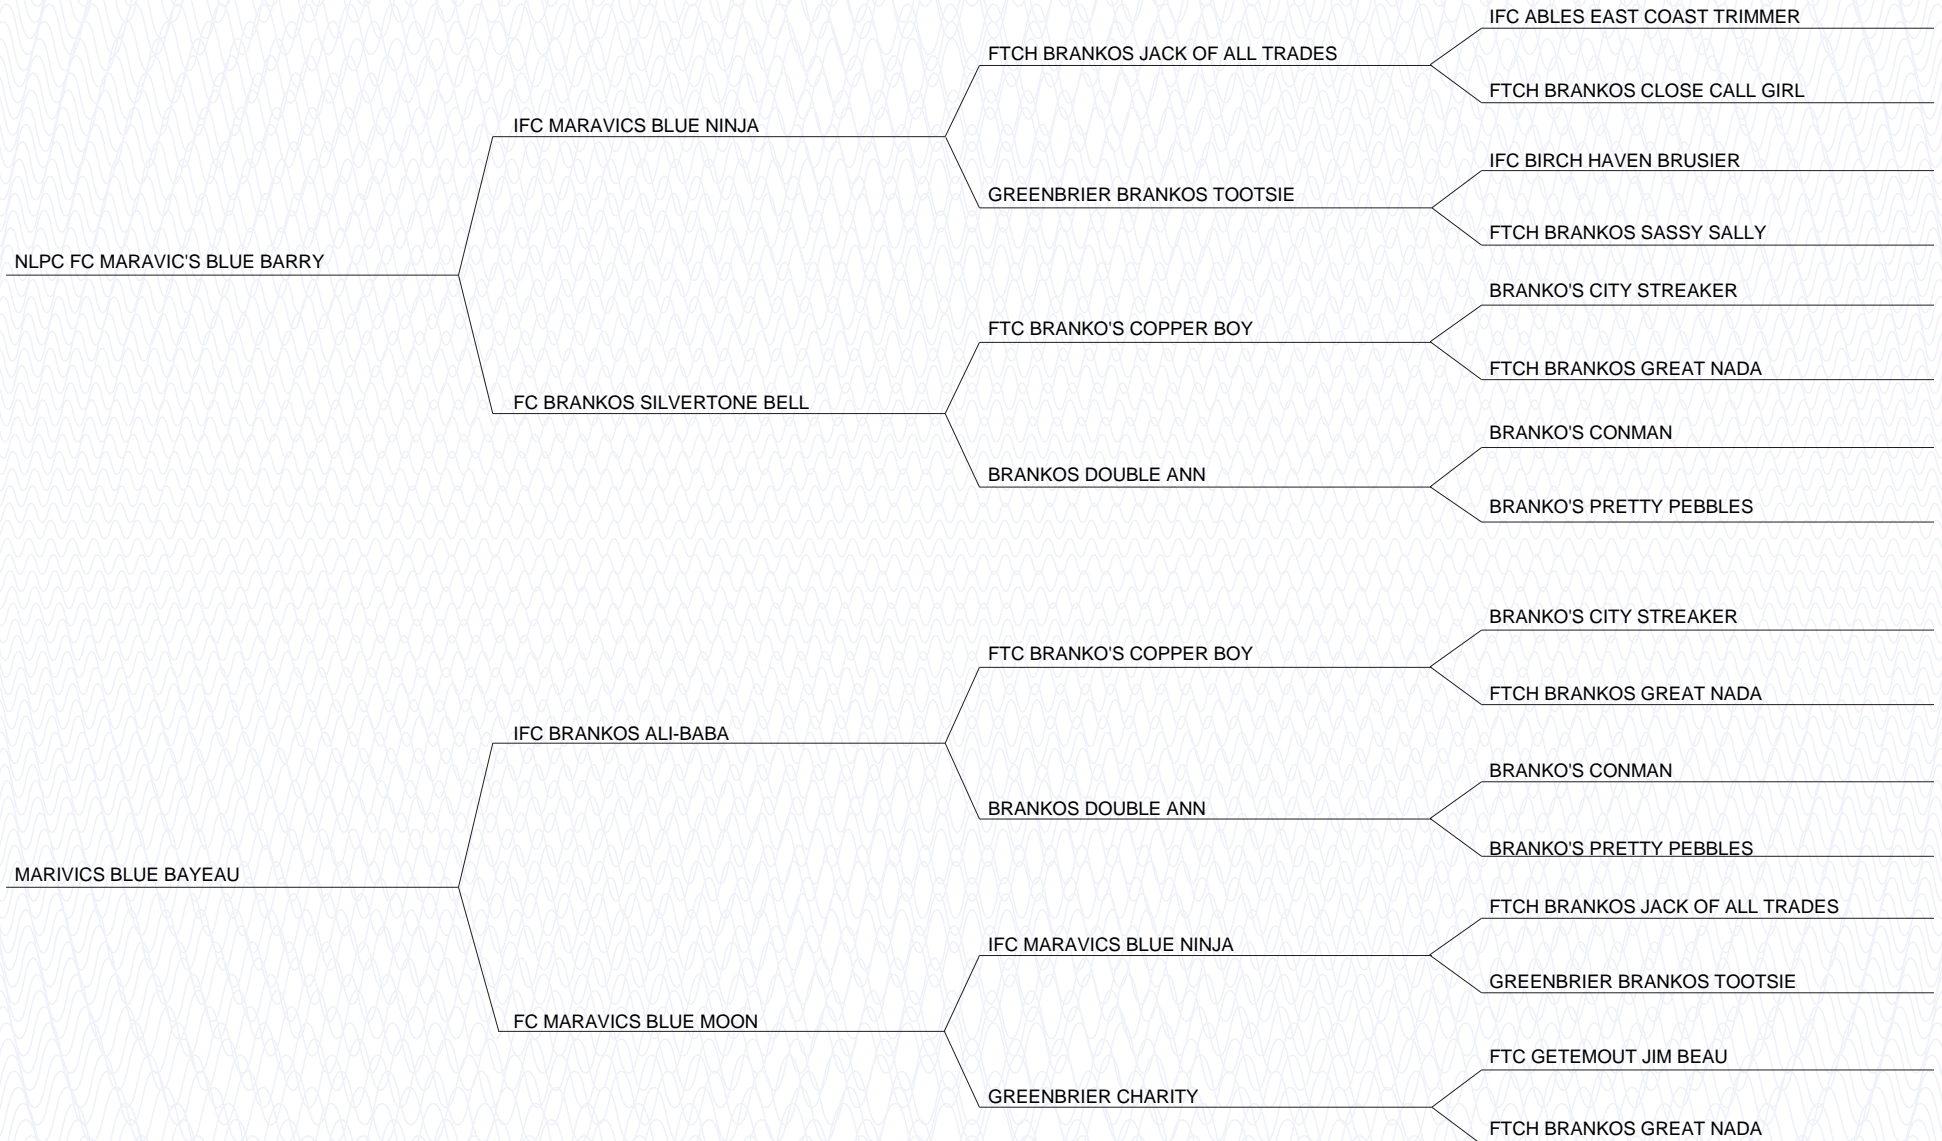 IFC ABLES EAST COAST TRIMMER
FTCH BRANKOS JACK OF ALL TRADES
FTCH BRANKOS CLOSE CALL GIRL
IFC MARAVICS BLUE NINJA
IFC BIRCH HAVEN BRUSIER
GREENBRIER BRANKOS TOOTSIE
FTCH BRANKOS SASSY SALLY
NLPC FC MARAVIC'S BLUE BARRY
BRANKO'S CITY STREAKER
FTC BRANKO'S COPPER BOY
FTCH BRANKOS GREAT NADA
FC BRANKOS SILVERTONE BELL
BRANKO'S CONMAN
BRANKOS DOUBLE ANN
BRANKO'S PRETTY PEBBLES
BRANKO'S CITY STREAKER
FTC BRANKO'S COPPER BOY
FTCH BRANKOS GREAT NADA
IFC BRANKOS ALI-BABA
BRANKO'S CONMAN
BRANKOS DOUBLE ANN
BRANKO'S PRETTY PEBBLES
MARIVICS BLUE BAYEAU
FTCH BRANKOS JACK OF ALL TRADES
IFC MARAVICS BLUE NINJA
GREENBRIER BRANKOS TOOTSIE
FC MARAVICS BLUE MOON
FTC GETEMOUT JIM BEAU
GREENBRIER CHARITY
FTCH BRANKOS GREAT NADA